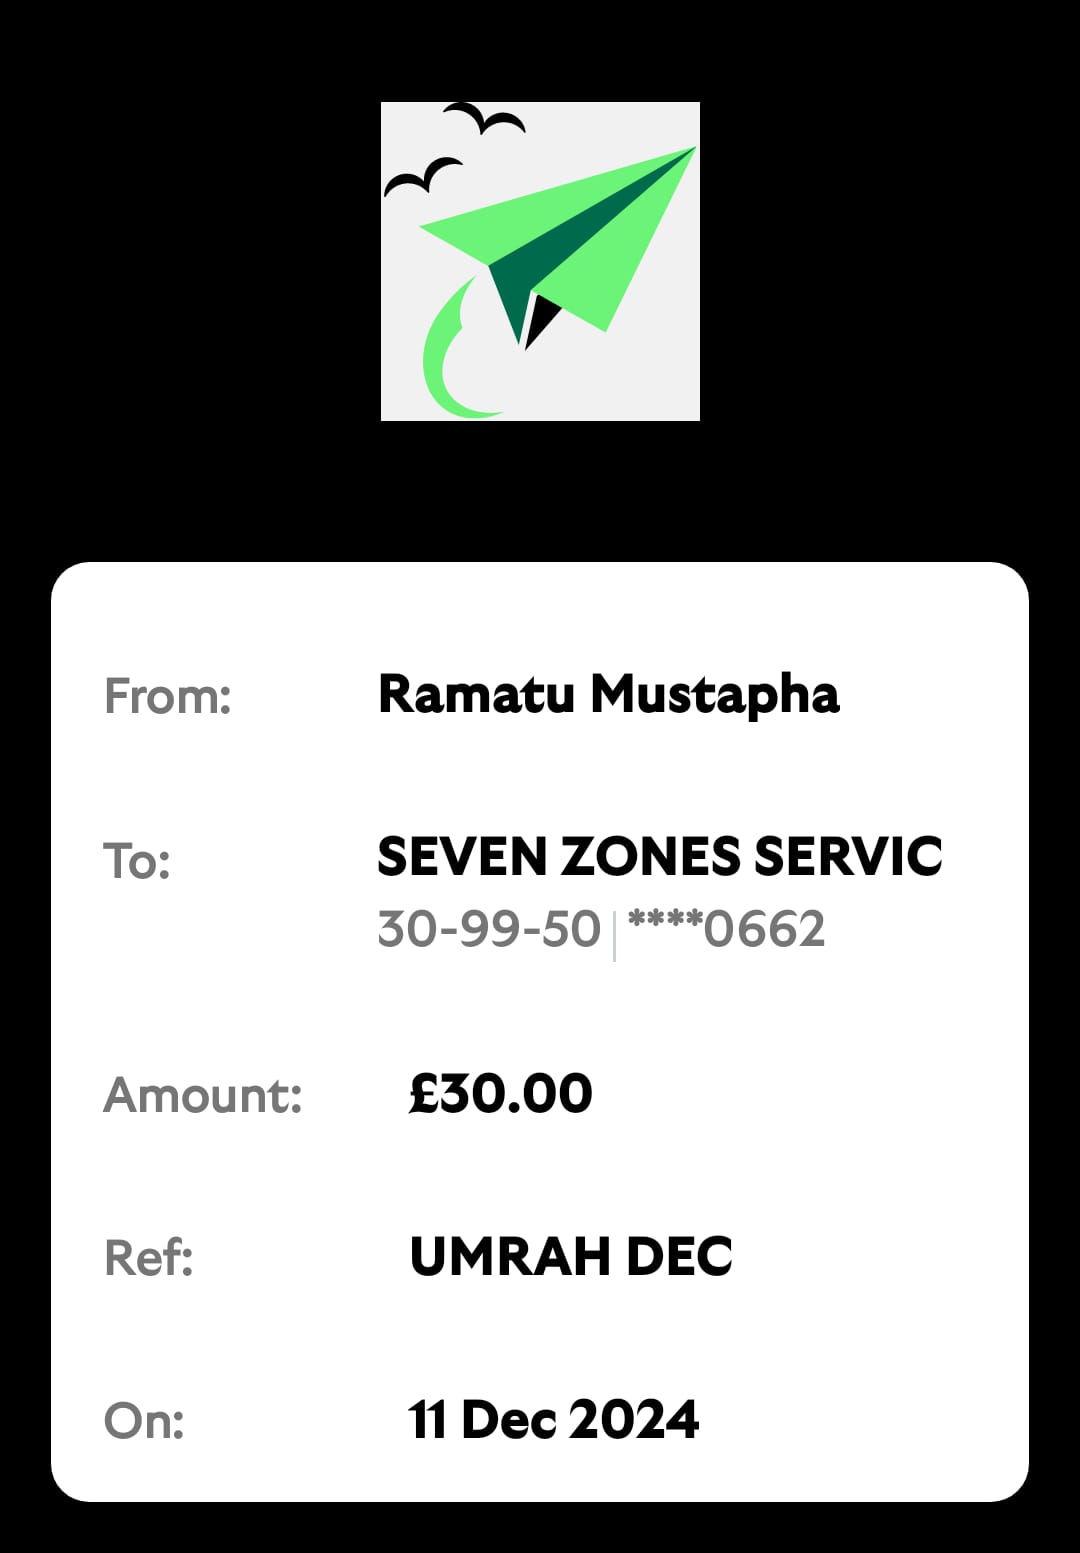 From: Ramatu Mustapha
To: SEVEN ZONES SERVIC
30-99-50 | ****0662
Amount: £30.00
Ref: UMRAH DEC
On: 11 Dec 2024